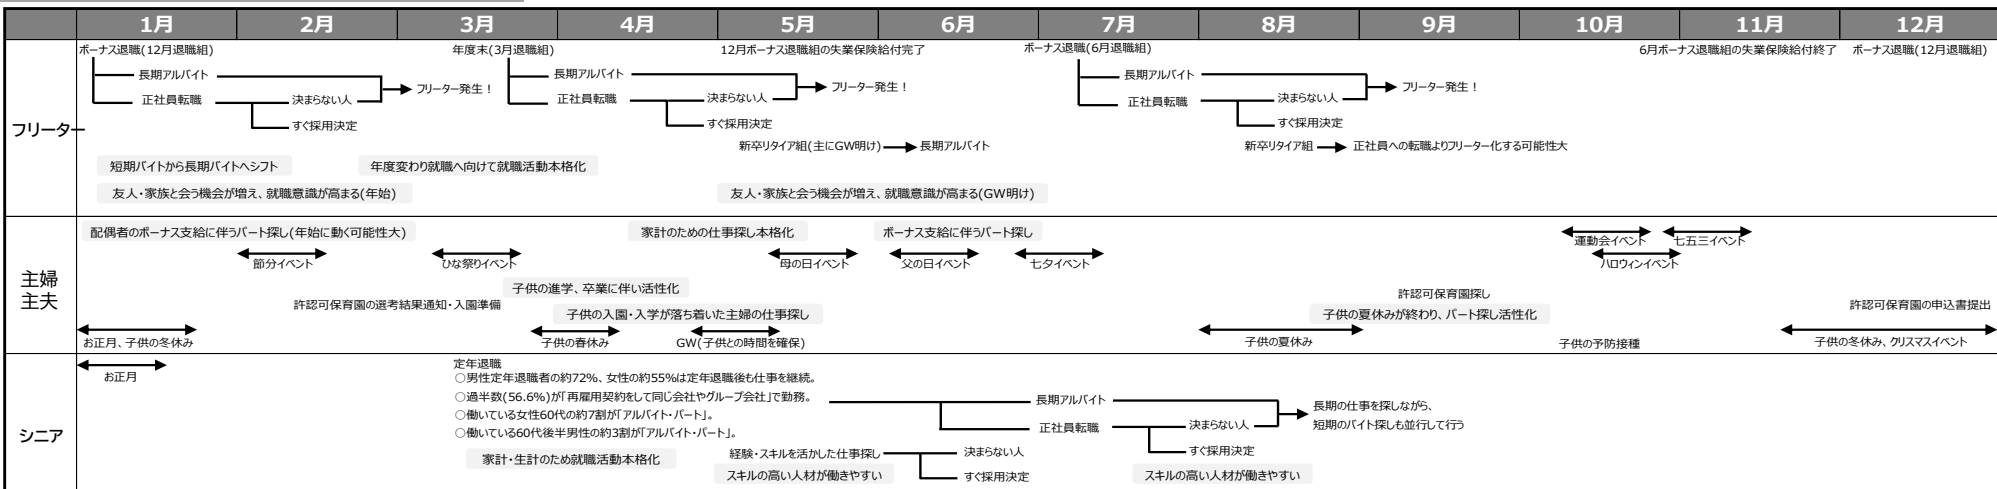 1月 2月 3月 4月 5月 6月 7月 8月 9月 10月 11月 12月
フリーター
ボーナス退職(12月退職組) 年度末(3月退職組) 12月ボーナス退職組の失業保険給付完了 ボーナス退職(6月退職組) 6月ボーナス退職組の失業保険給付終了 ボーナス退職(12月退職組)
長期アルバイト 長期アルバイト 長期アルバイト
フリーター発生！ フリーター発生！ フリーター発生！
正社員転職 決まらない人 正社員転職 決まらない人 正社員転職 決まらない人
すぐ採用決定 すぐ採用決定 すぐ採用決定
新卒リタイア組(主にGW明け) 長期アルバイト 新卒リタイア組 正社員への転職よりフリーター化する可能性大
短期バイトから長期バイトへシフト 年度変わり就職へ向けて就職活動本格化
友人・家族と会う機会が増え、就職意識が高まる(年始) 友人・家族と会う機会が増え、就職意識が高まる(GW明け)
主婦
主夫
配偶者のボーナス支給に伴うパート探し(年始に動く可能性大) 家計のための仕事探し本格化 ボーナス支給に伴うパート探し
運動会イベント 七五三イベント
節分イベント ひな祭りイベント 母の日イベント 父の日イベント 七夕イベント ハロウィンイベント
子供の進学、卒業に伴い活性化
許認可保育園探し
許認可保育園の選考結果通知・入園準備 許認可保育園の申込書提出
子供の入園・入学が落ち着いた主婦の仕事探し 子供の夏休みが終わり、パート探し活性化
お正月、子供の冬休み 子供の春休み GW(子供との時間を確保) 子供の夏休み 子供の予防接種 子供の冬休み、クリスマスイベント
シニア
お正月
定年退職
○男性定年退職者の約72%、女性の約55%は定年退職後も仕事を継続。
○過半数(56.6%)が「再雇用契約をして同じ会社やグループ会社」で勤務。
○働いている女性60代の約7割が「アルバイト・パート」。
○働いている60代後半男性の約3割が「アルバイト・パート」。
長期アルバイト
正社員転職 決まらない人
すぐ採用決定
長期の仕事を探しながら、
短期のバイト探しも並行して行う
家計・生計のため就職活動本格化
経験・スキルを活かした仕事探し 決まらない人
すぐ採用決定
スキルの高い人材が働きやすい スキルの高い人材が働きやすい